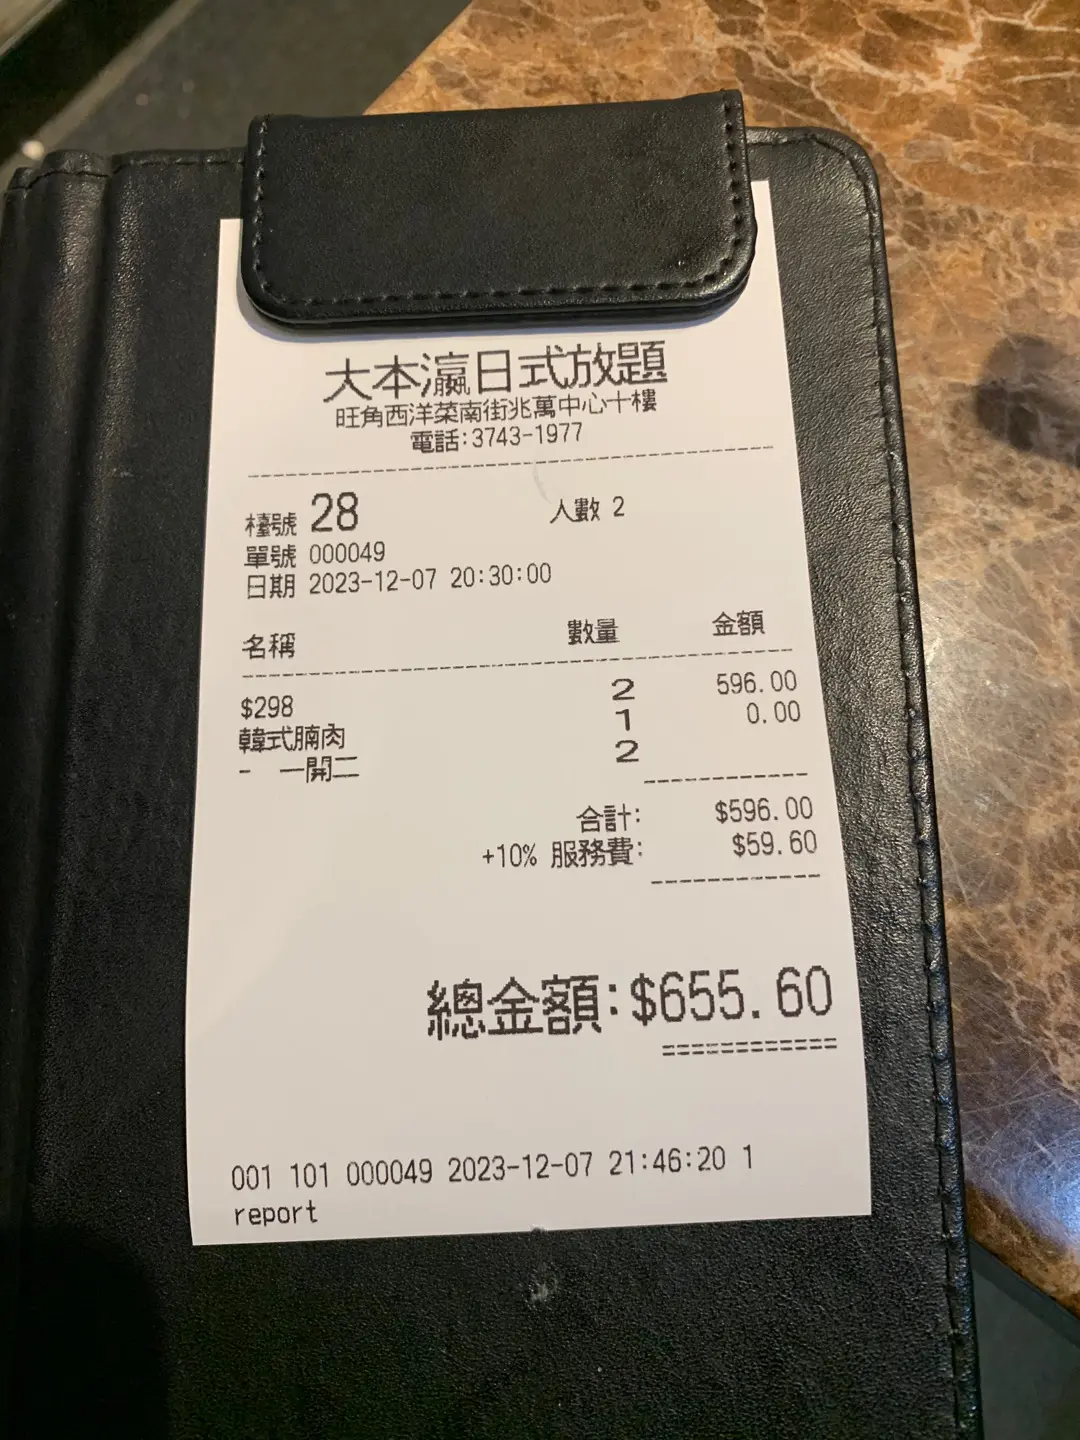 大本瀛日式放題
旺角西洋菜南街兆萬中心十樓
電話:3743-1977
檯號 28 人數 2
單號 000049
日期 2023-12-07 20:30:00
名稱 數量 金額
$298 2 596.00
韓式腩肉 1 0.00
- 一開二 2
合計: $596.00
+10% 服務費: $59.60
總金額:$655.60
============
001 101 000049 2023-12-07 21:46:20 1
report